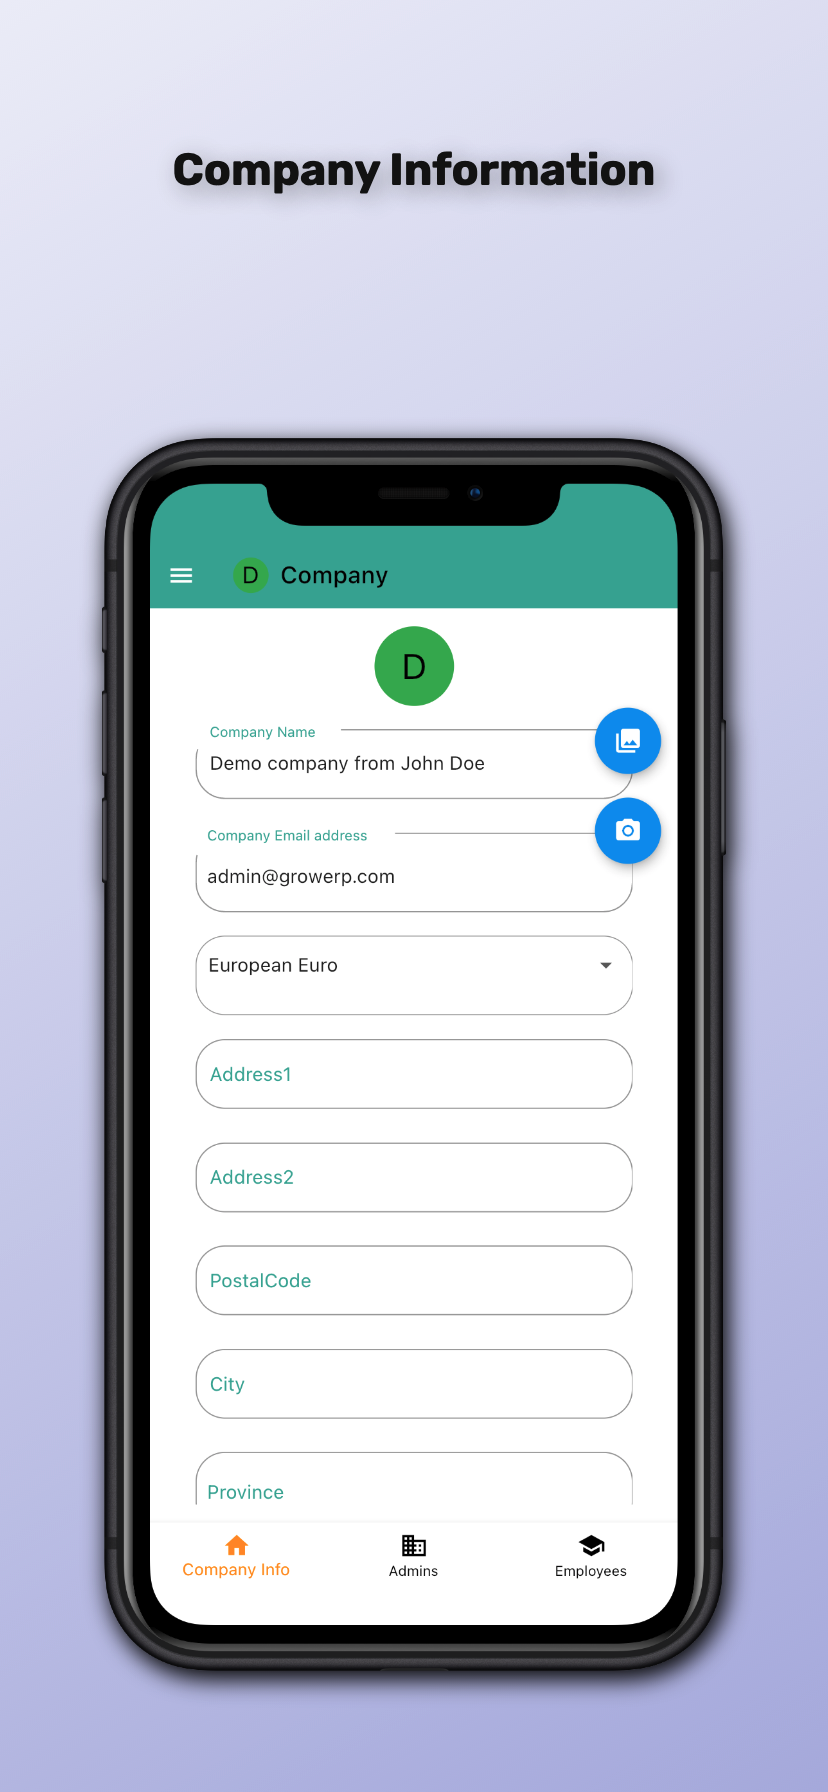 Company Information
D Company
D
Company Name
Demo company from John Doe
Company Email address
admin@growerp.com
European Euro
Address1
Address2
PostalCode
City
Province
Company Info
Admins
Employees